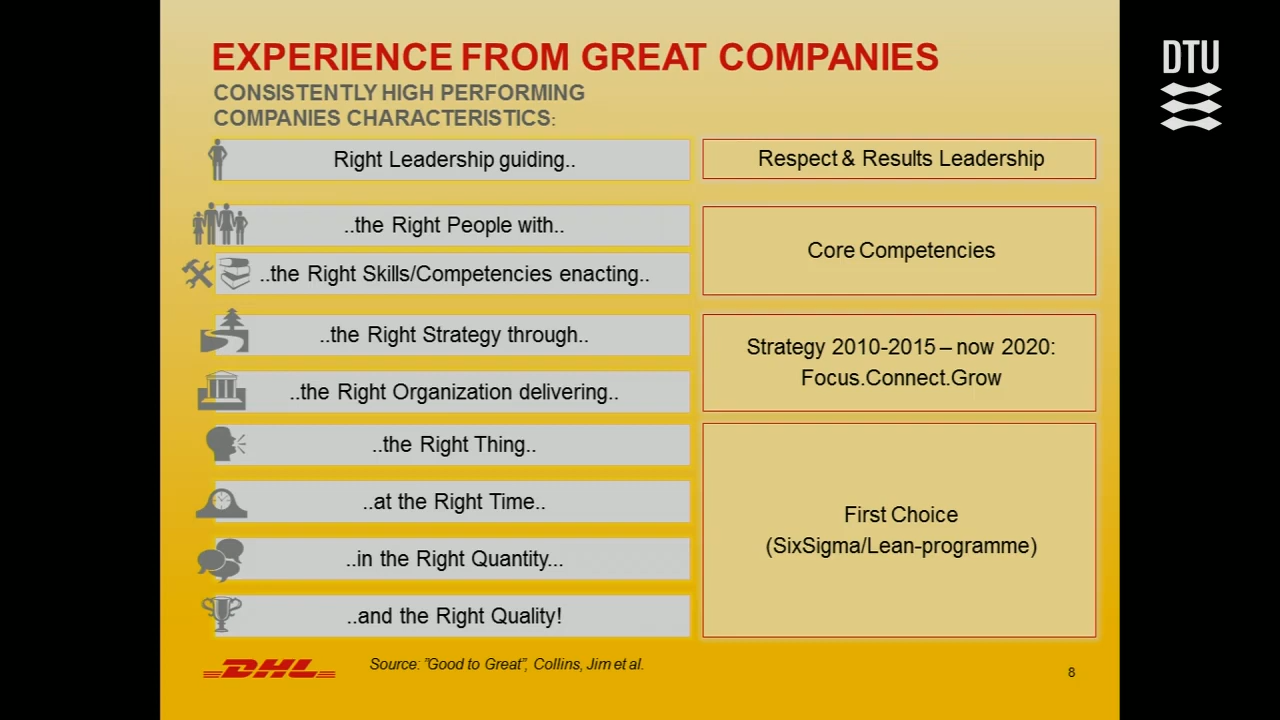 EXPERIENCE FROM GREAT COMPANIES
CONSISTENTLY HIGH PERFORMING
COMPANIES CHARACTERISTICS:
Right Leadership guiding..
Respect & Results Leadership
..the Right People with..
..the Right Skills/Competencies enacting..
Core Competencies
..the Right Strategy through..
..the Right Organization delivering..
Strategy 2010-2015 – now 2020:
Focus.Connect.Grow
..the Right Thing..
..at the Right Time..
..in the Right Quantity...
..and the Right Quality!
First Choice
(SixSigma/Lean-programme)
DHL
Source: ”Good to Great”, Collins, Jim et al.
8
DTU